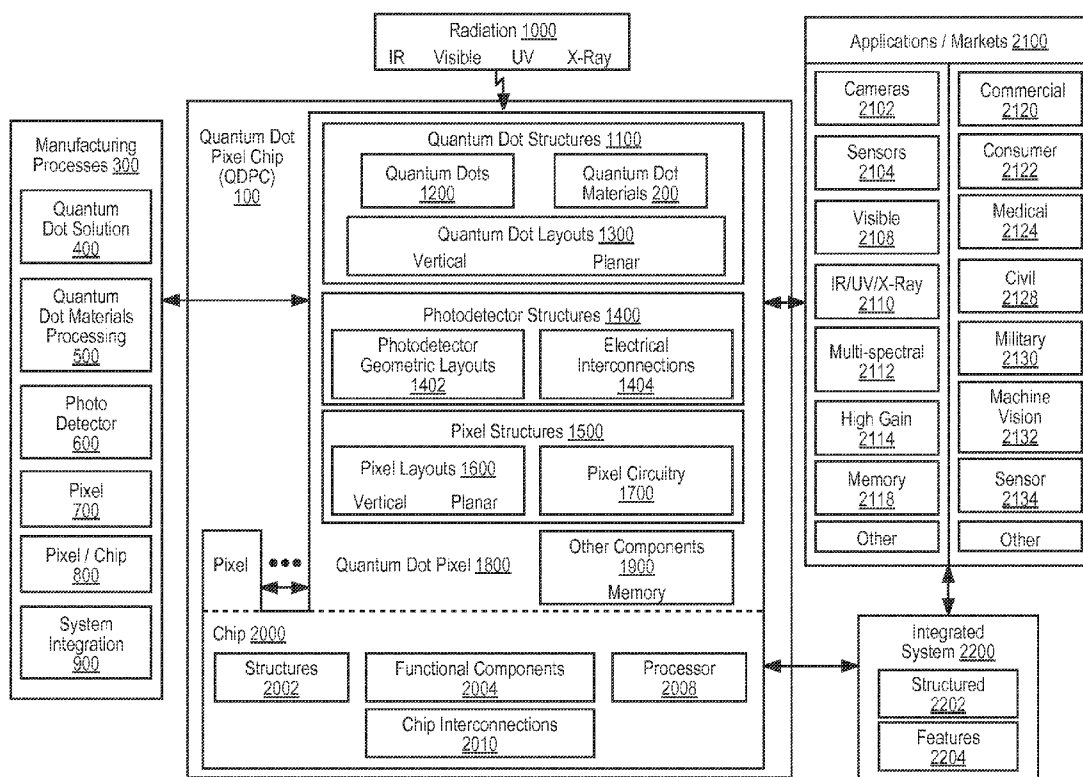 Radiation 1000
IR Visible UV X-Ray
Manufacturing
Processes 300
Quantum
Dot Solution
400
Quantum
Dot Materials
Processing
500
Photo
Detector
600
Pixel
700
Pixel / Chip
800
System
Integration
900
Quantum Dot
Pixel Chip
(QDPC)
100
Quantum Dot Structures 1100
Quantum Dots
1200
Quantum Dot
Materials 200
Quantum Dot Layouts 1300
Vertical Planar
Photodetector Structures 1400
Photodetector
Geometric Layouts
1402
Electrical
Interconnections
1404
Pixel Structures 1500
Pixel Layouts 1600
Vertical Planar
Pixel Circuitry
1700
Pixel
Quantum Dot Pixel 1800
Other Components
1900
Memory
Chip 2000
Structures
2002
Functional Components
2004
Processor
2008
Chip Interconnections
2010
Applications / Markets 2100
Cameras
2102
Sensors
2104
Visible
2108
IR/UV/X-Ray
2110
Multi-spectral
2112
High Gain
2114
Memory
2118
Other
Commercial
2120
Consumer
2122
Medical
2124
Civil
2128
Military
2130
Machine
Vision
2132
Sensor
2134
Other
Integrated
System 2200
Structured
2202
Features
2204